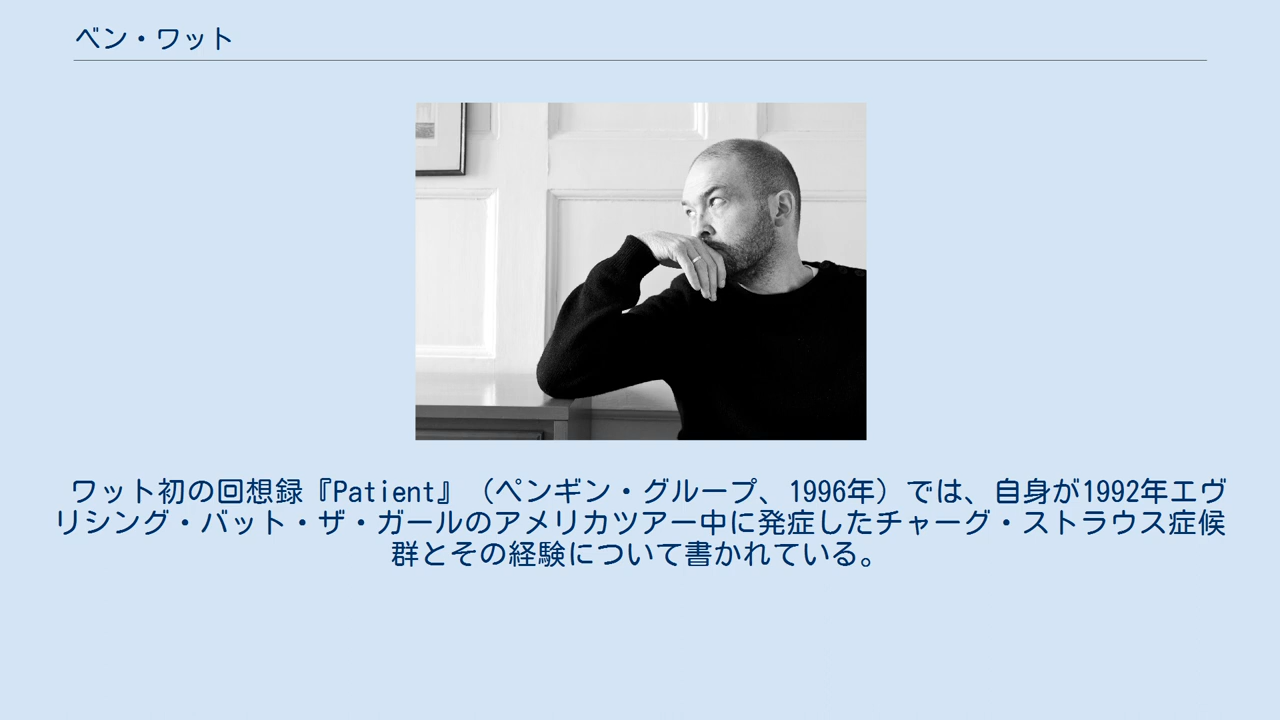 ベン・ワット
ワット初の回想録『Patient』（ペンギン・グループ、1996年）では、自身が1992年エヴ
リシング・バット・ザ・ガールのアメリカツアー中に発症したチャーグ・ストラウス症候
群とその経験について書かれている。